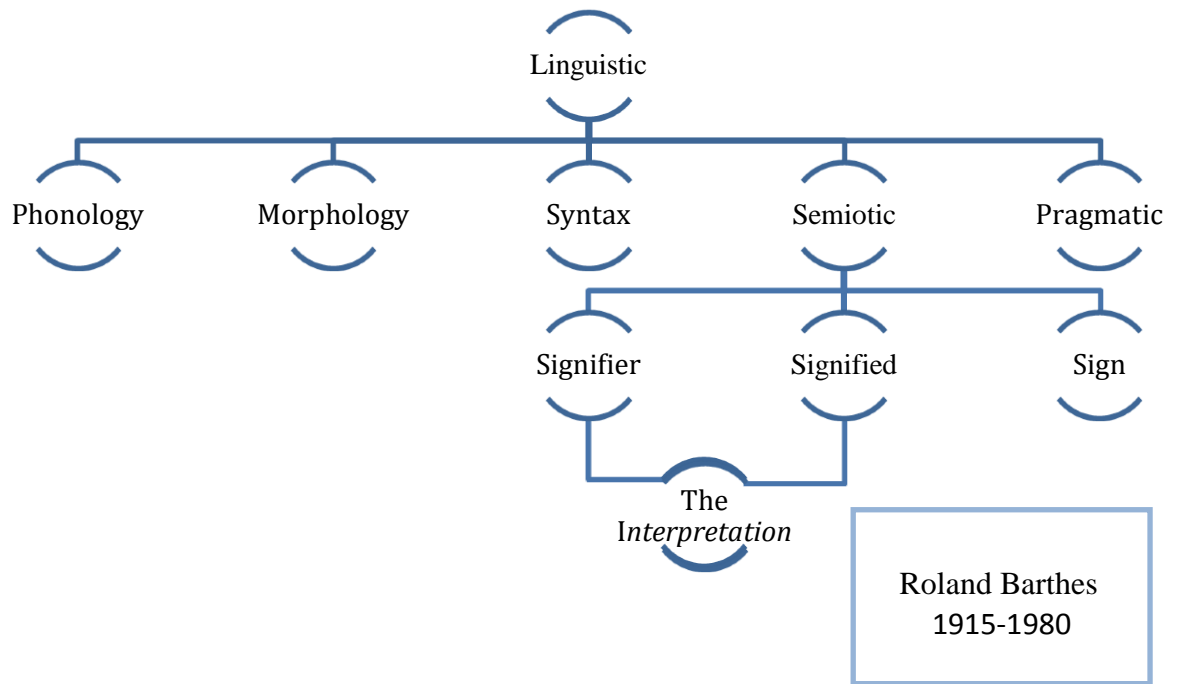 Linguistic
Phonology
Morphology
Syntax
Semiotic
Pragmatic
Signifier
Signified
Sign
The
Interpretation
Roland Barthes
1915-1980